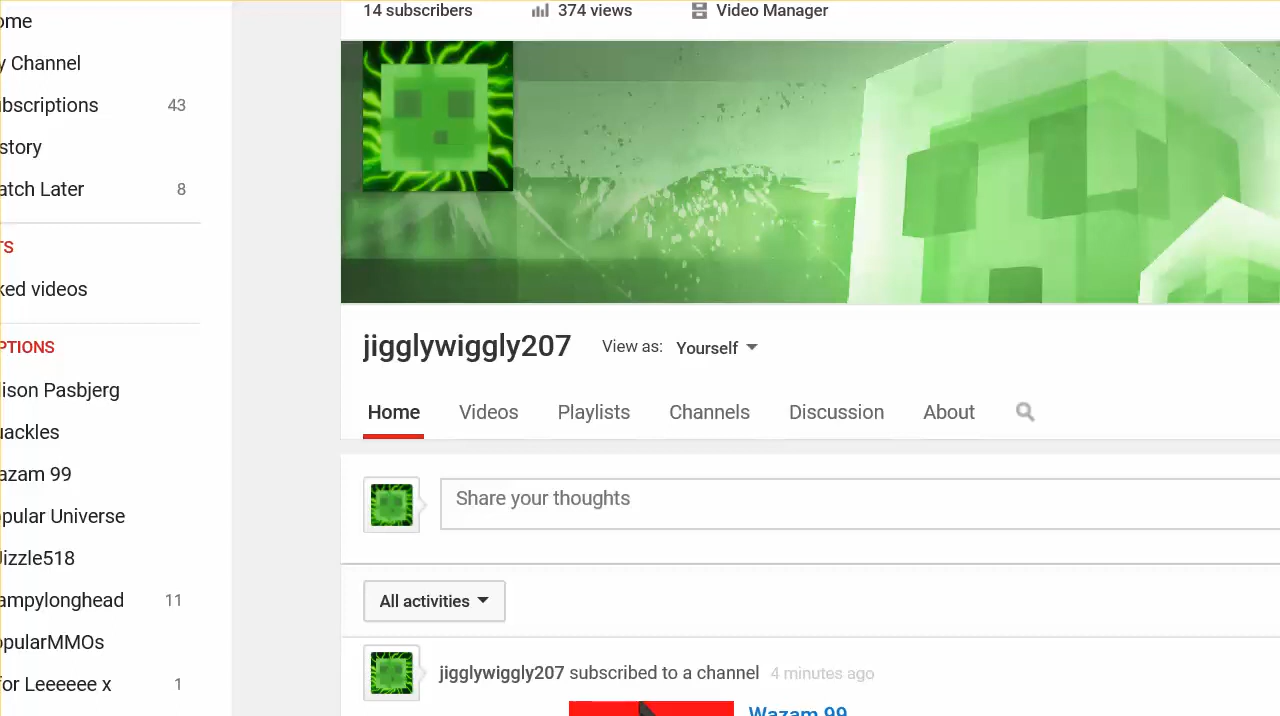 14 subscribers 374 views Video Manager
ome
y Channel
bscriptions 43
story
atch Later 8
TS
ked videos
PTIONS
ison Pasbjerg
uackles
azam 99
pular Universe
Jizzle518
ampylonghead 11
opularMMOs
for Leeeeee x 1
jigglywiggly207 View as: Yourself
Home Videos Playlists Channels Discussion About
Share your thoughts
All activities
jigglywiggly207 subscribed to a channel 4 minutes ago
Wazam 99